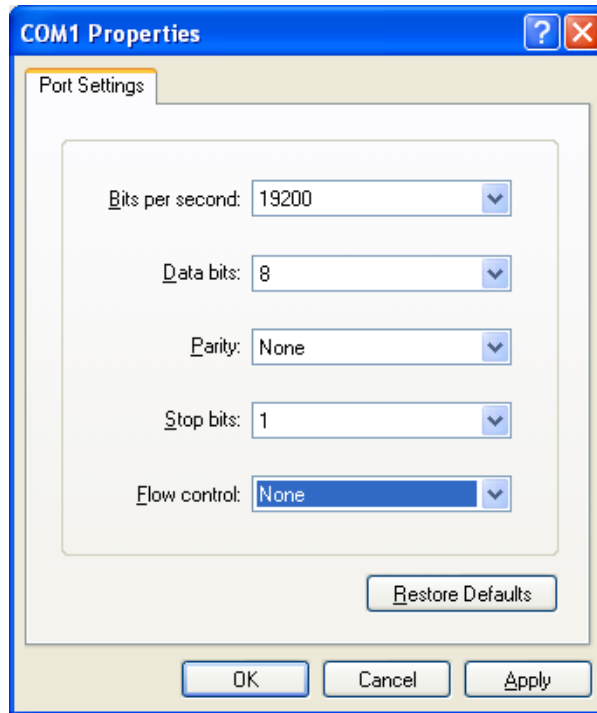 COM1 Properties
Port Settings
Bits per second: 19200
Data bits: 8
Parity: None
Stop bits: 1
Flow control: None
Restore Defaults
OK Cancel Apply